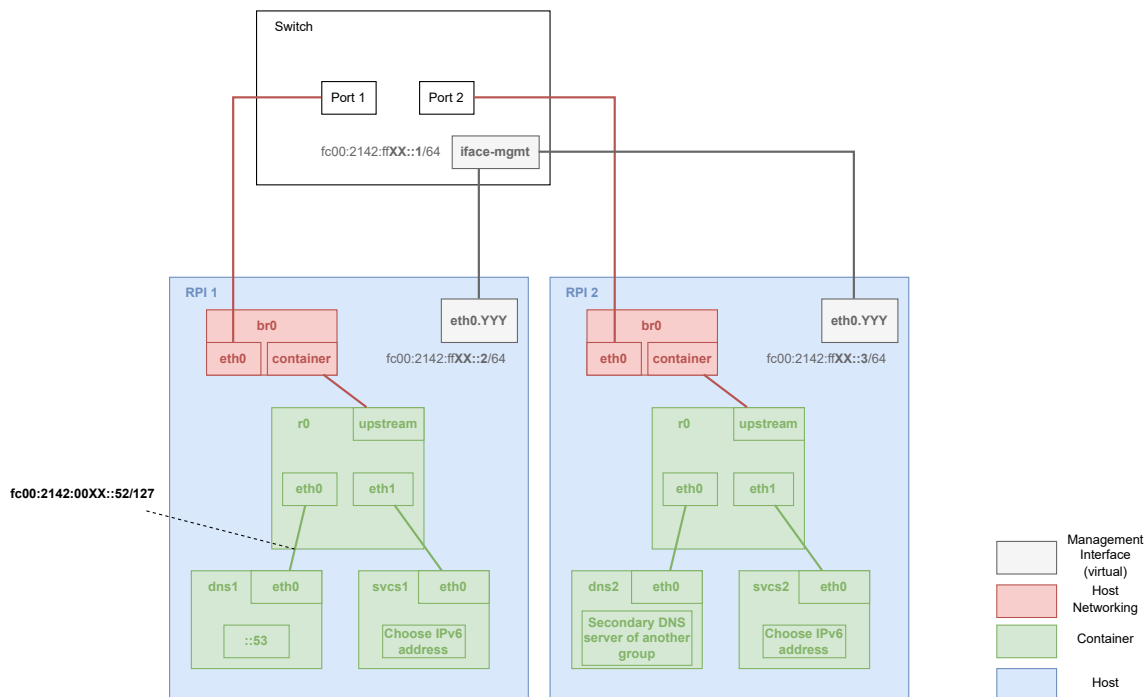 Switch
Port 1
Port 2
fc00:2142:ffXX::1/64
iface-mgmt
RPI 1
br0
eth0
container
eth0.YYY
fc00:2142:ffXX::2/64
r0
upstream
eth0
eth1
fc00:2142:00XX::52/127
dns1
eth0
::53
svcs1
eth0
Choose IPv6
address
RPI 2
br0
eth0
container
eth0.YYY
fc00:2142:ffXX::3/64
r0
upstream
eth0
eth1
dns2
eth0
Secondary DNS
server of another
group
svcs2
eth0
Choose IPv6
address
Management
Interface
(virtual)
Host
Networking
Container
Host